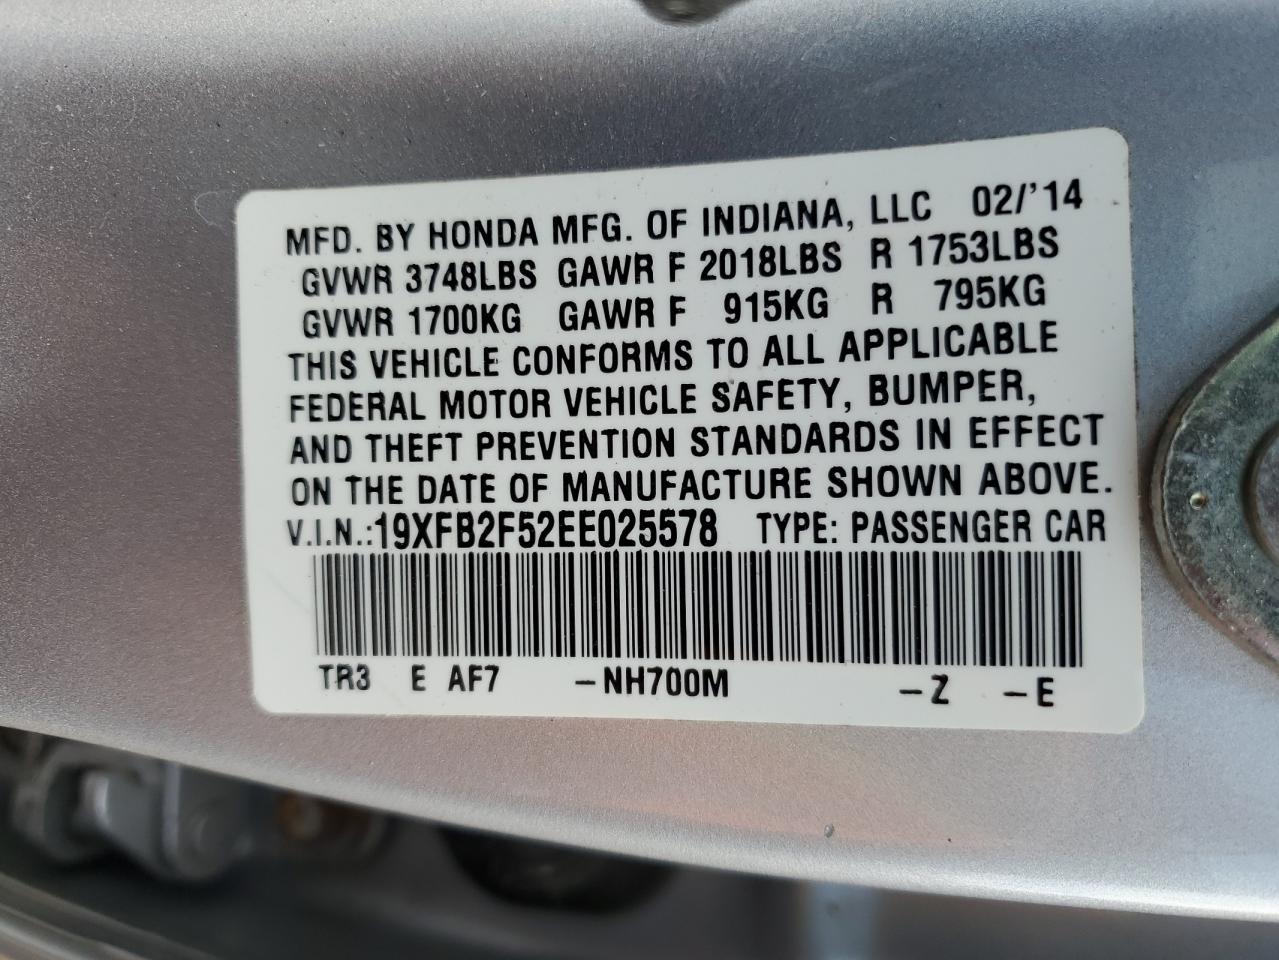 MFD. BY HONDA MFG. OF INDIANA, LLC 02/'14
GVWR 3748LBS GAWR F 2018LBS R 1753LBS
GVWR 1700KG GAWR F 915KG R 795KG
THIS VEHICLE CONFORMS TO ALL APPLICABLE
FEDERAL MOTOR VEHICLE SAFETY, BUMPER,
AND THEFT PREVENTION STANDARDS IN EFFECT
ON THE DATE OF MANUFACTURE SHOWN ABOVE.
V.I.N.:19XFB2F52EE025578 TYPE: PASSENGER CAR
TR3 E AF7 -NH700M -Z -E